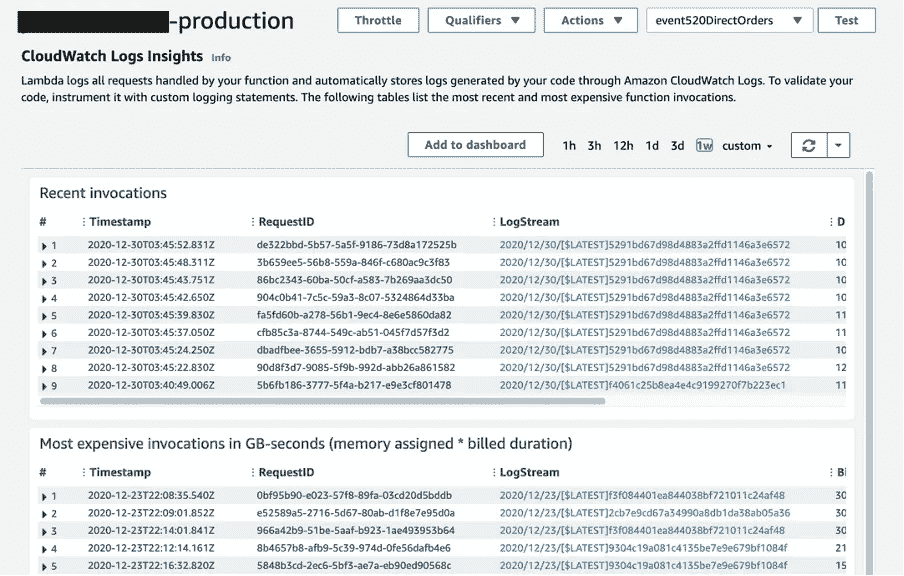 -production
Throttle Qualifiers ▼ Actions ▼ event520DirectOrders ▼ Test
CloudWatch Logs Insights Info
Lambda logs all requests handled by your function and automatically stores logs generated by your code through Amazon CloudWatch Logs. To validate your
code, instrument it with custom logging statements. The following tables list the most recent and most expensive function invocations.
Add to dashboard 1h 3h 12h 1d 3d 1w custom
Recent invocations
# Timestamp RequestID LogStream D
1 2020-12-30T03:45:52.831Z de322bbd-5b57-5a5f-9186-73d8a172525b 2020/12/30/[$LATEST]5291bd67d98d4883a2ffd1146a3e6572 10
2 2020-12-30T03:45:48.311Z 3b659ee5-56b8-559a-846f-c680ac9c3f83 2020/12/30/[$LATEST]5291bd67d98d4883a2ffd1146a3e6572 10
3 2020-12-30T03:45:43.751Z 86bc2343-60ba-50cf-a583-7b269aa3dc50 2020/12/30/[$LATEST]5291bd67d98d4883a2ffd1146a3e6572 10
4 2020-12-30T03:45:42.650Z 904c0b41-7c5c-59a3-8c07-5324864d33ba 2020/12/30/[$LATEST]5291bd67d98d4883a2ffd1146a3e6572 10
5 2020-12-30T03:45:39.830Z fa5fd60b-a278-56b1-9ec4-8e6e5860da82 2020/12/30/[$LATEST]5291bd67d98d4883a2ffd1146a3e6572 11
6 2020-12-30T03:45:37.050Z cfb85c3a-8744-549c-ab51-045f7d57f3d2 2020/12/30/[$LATEST]5291bd67d98d4883a2ffd1146a3e6572 11
7 2020-12-30T03:45:24.250Z dbadfbee-3655-5912-bdb7-a38bcc582775 2020/12/30/[$LATEST]5291bd67d98d4883a2ffd1146a3e6572 10
8 2020-12-30T03:45:22.830Z 90d8f3d7-9085-5f9b-992d-abb26a861582 2020/12/30/[$LATEST]5291bd67d98d4883a2ffd1146a3e6572 12
9 2020-12-30T03:40:49.006Z 5b6fb186-3777-5f4a-b217-e9e3cf801478 2020/12/30/[$LATEST]f4061c25b8ea4e4c9199270f7b223ec1 11
Most expensive invocations in GB-seconds (memory assigned * billed duration)
# Timestamp RequestID LogStream Bi
1 2020-12-23T22:08:35.540Z 0bf95b90-e023-57f8-89fa-03cd20d5bddb 2020/12/23/[$LATEST]f3f084401ea844038bf721011c24af48 30
2 2020-12-23T22:09:01.852Z e52589a5-2716-5d67-80ab-d1f8e7e95d0a 2020/12/23/[$LATEST]2cb7e9cd67a34990a8db1da38ab05a36 30
3 2020-12-23T22:14:01.841Z 966a42b9-51be-5aaf-b923-1ae493953b64 2020/12/23/[$LATEST]f3f084401ea844038bf721011c24af48 30
4 2020-12-23T22:12:14.161Z 8b4657b8-afb9-5c39-974d-0fe56dafb4e6 2020/12/23/[$LATEST]9304c19a081c4135be7e9e679bf1084f 21
5 2020-12-23T22:16:32.820Z 5848b3cd-2ec6-5bf3-ae7a-eb90ed90568c 2020/12/23/[$LATEST]9304c19a081c4135be7e9e679bf1084f 15